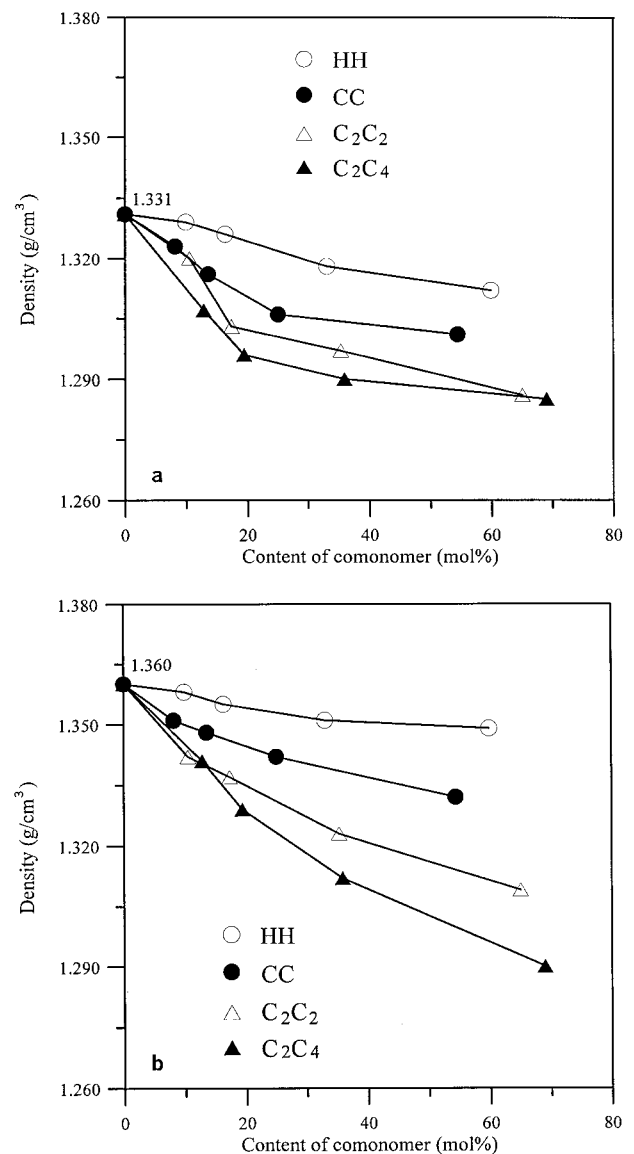 1.380
HH
CC
1.350
C2C2
C2C4
1.331
Density (g/cm³)
1.320
1.290
a
1.260
0 20 40 60 80
Content of comonomer (mol%)
1.380
1.360
1.350
Density (g/cm³)
1.320
HH
CC
1.290
C2C2
C2C4
b
1.260
0 20 40 60 80
Content of comonomer (mol%)